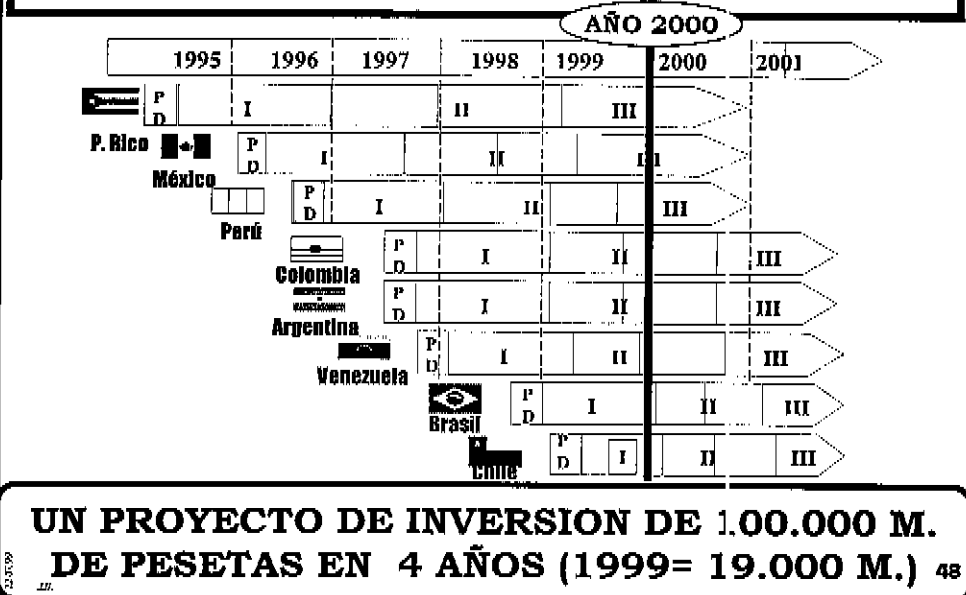 AÑO 2000
1995 1996 1997 1998 1999 2000 2001
P D I II III
P. Rico
P D I II III
México
P D I II III
Perú
P D I II III
Colombia
P D I II III
Argentina
P D I II III
Venezuela
P D I II III
Brasil
P D I II III
Chile
UN PROYECTO DE INVERSION DE 100.000 M.
DE PESETAS EN 4 AÑOS (1999= 19.000 M.) 48